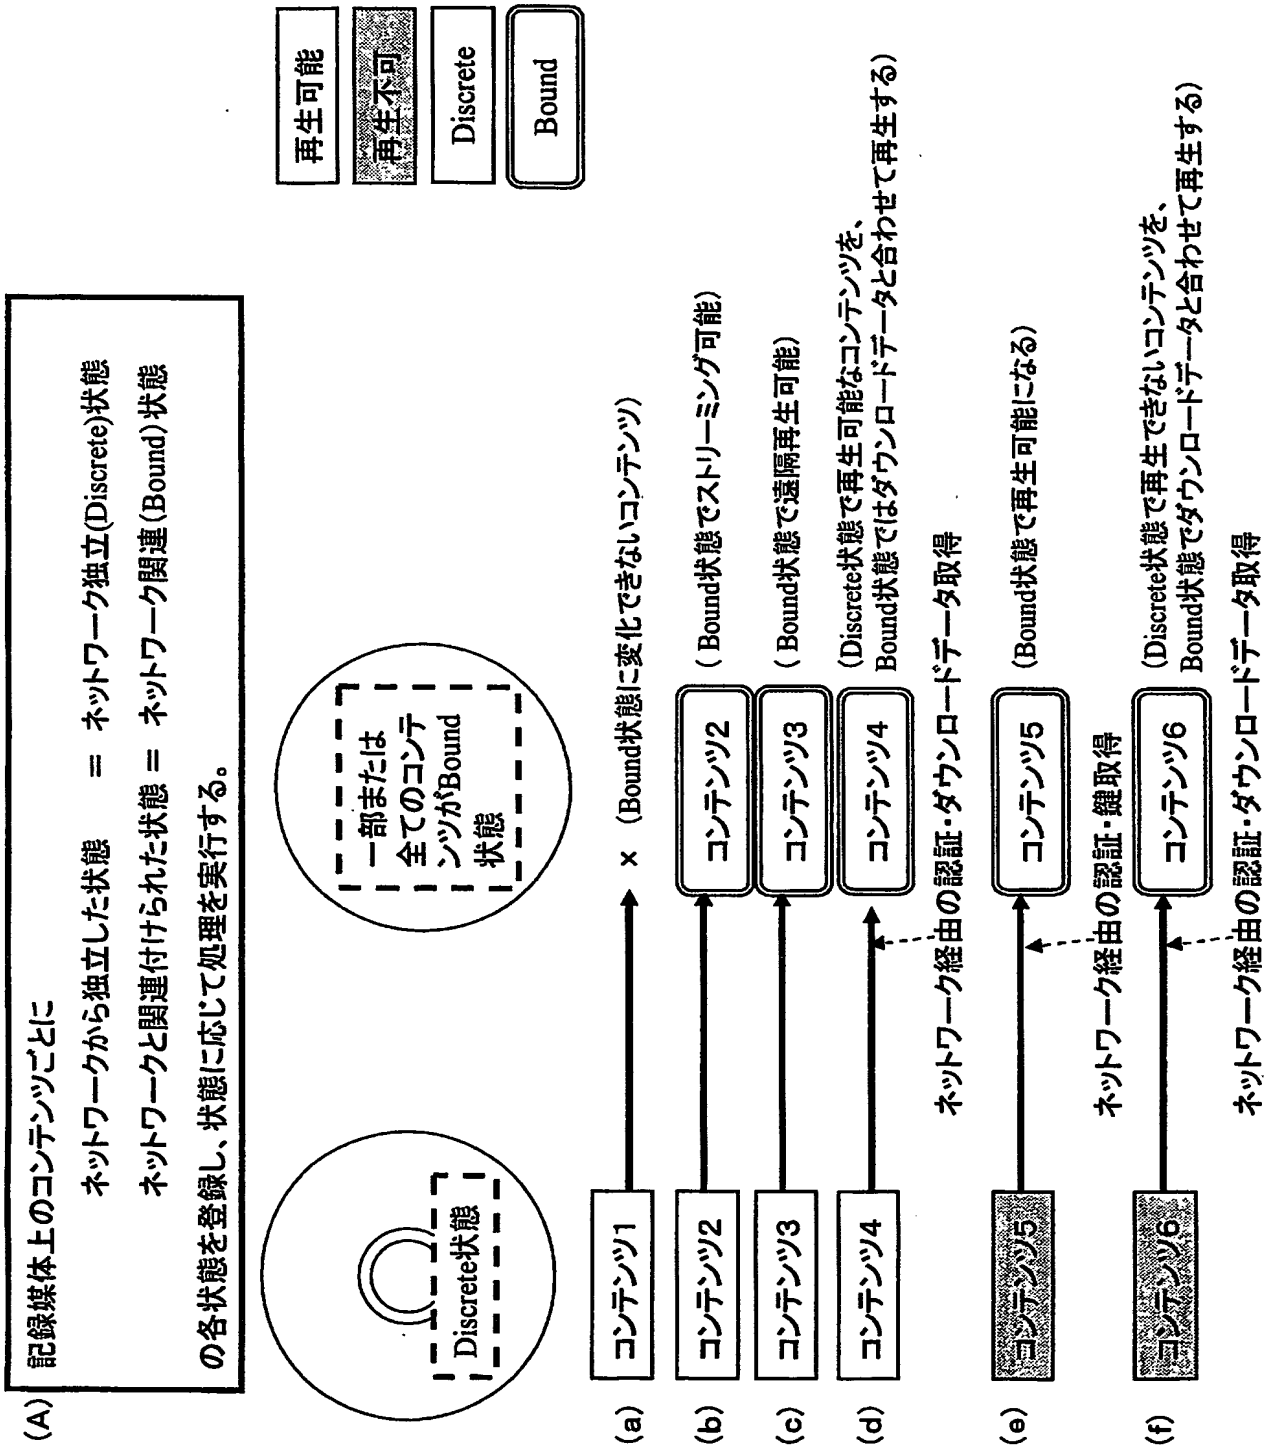 (A)
記録媒体上のコンテンツごとに
ネットワークから独立した状態 = ネットワーク独立(Discrete)状態
ネットワークと関連付けられた状態 = ネットワーク関連(Bound)状態
の各状態を登録し、状態に応じて処理を実行する。
再生可能
再生不可
Discrete
Bound
Discrete状態
一部または
全てのコンテ
ンツがBound
状態
(a) コンテンツ1 × (Bound状態に変化できないコンテンツ)
(b) コンテンツ2 コンテンツ2 (Bound状態でストリーミング可能)
(c) コンテンツ3 コンテンツ3 (Bound状態で遠隔再生可能)
(d) コンテンツ4 コンテンツ4 (Discrete状態で再生可能なコンテンツを、
Bound状態ではダウンロードデータと合わせて再生する)
ネットワーク経由の認証・ダウンロードデータ取得
(e) コンテンツ5 コンテンツ5 (Bound状態で再生可能になる)
ネットワーク経由の認証・鍵取得
(f) コンテンツ6 コンテンツ6 (Discrete状態で再生できないコンテンツを、
Bound状態でダウンロードデータと合わせて再生する)
ネットワーク経由の認証・ダウンロードデータ取得